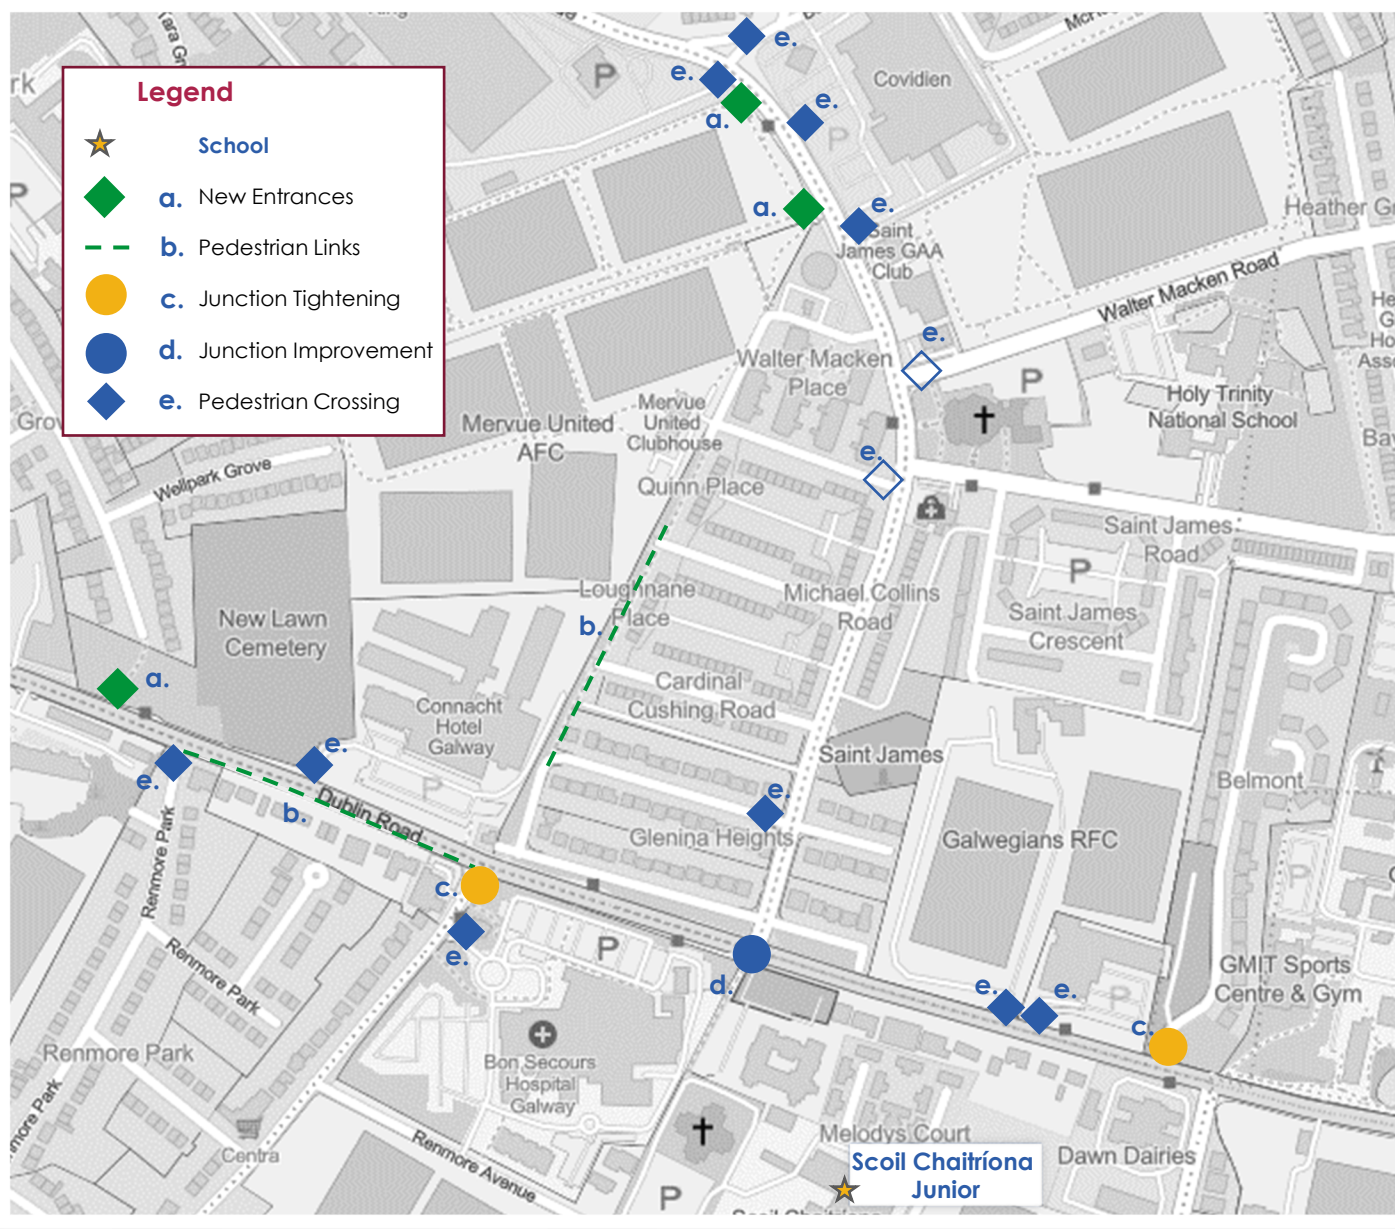 Legend
School
a. New Entrances
b. Pedestrian Links
c. Junction Tightening
d. Junction Improvement
e. Pedestrian Crossing
e.
e.
e.
a.
P
Covidien
P
a.
e.
Saint
James GAA
Club
Heather
Walter Macken Road
e.
Walter Macken
Place
P
Holy Trinity
National School
Mervue United
AFC
Mervue
United
Clubhouse
Wellpark Grove
Quinn Place
e.
Saint James
Road
P
Loughnane
Place
b.
Michael Collins
Road
Saint James
Crescent
New Lawn
Cemetery
a.
Connacht
Hotel
Galway
Cardinal
Cushing Road
Saint James
Belmont
e.
e.
P
e.
Dublin Road
b.
Glenina Heights
Galwegians RFC
P
Renmore Park
c.
e.
P
Renmore Park
d.
e.
e.
P
c.
GMIT Sports
Centre & Gym
Renmore Park
Bon Secours
Hospital
Galway
Centra
Renmore Avenue
Melodys Court
Dawn Dairies
Scoil Chaitríona
Junior
P